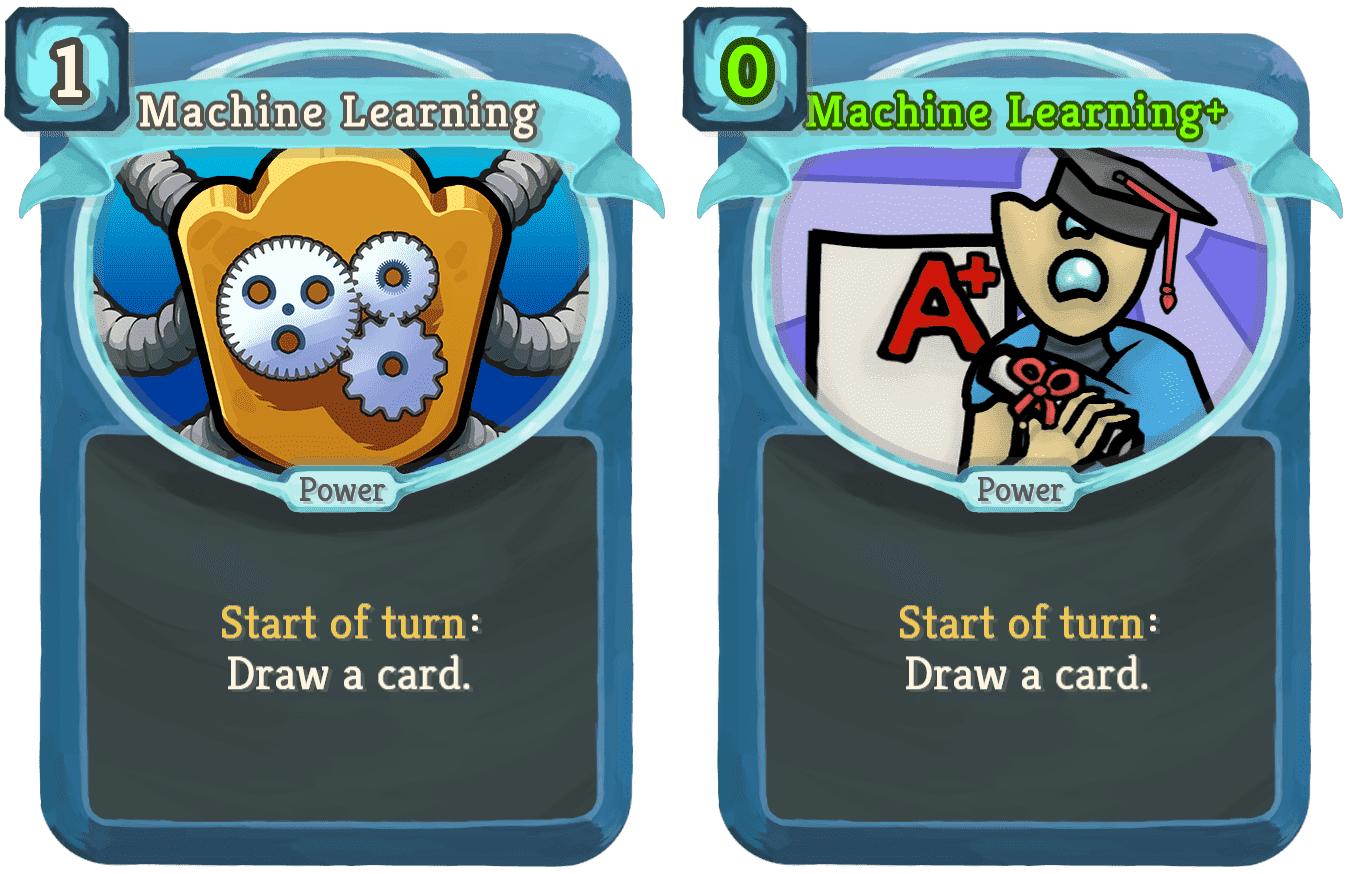 1
Machine Learning
Power
Start of turn:
Draw a card.
0
Machine Learning+
A+
Power
Start of turn:
Draw a card.